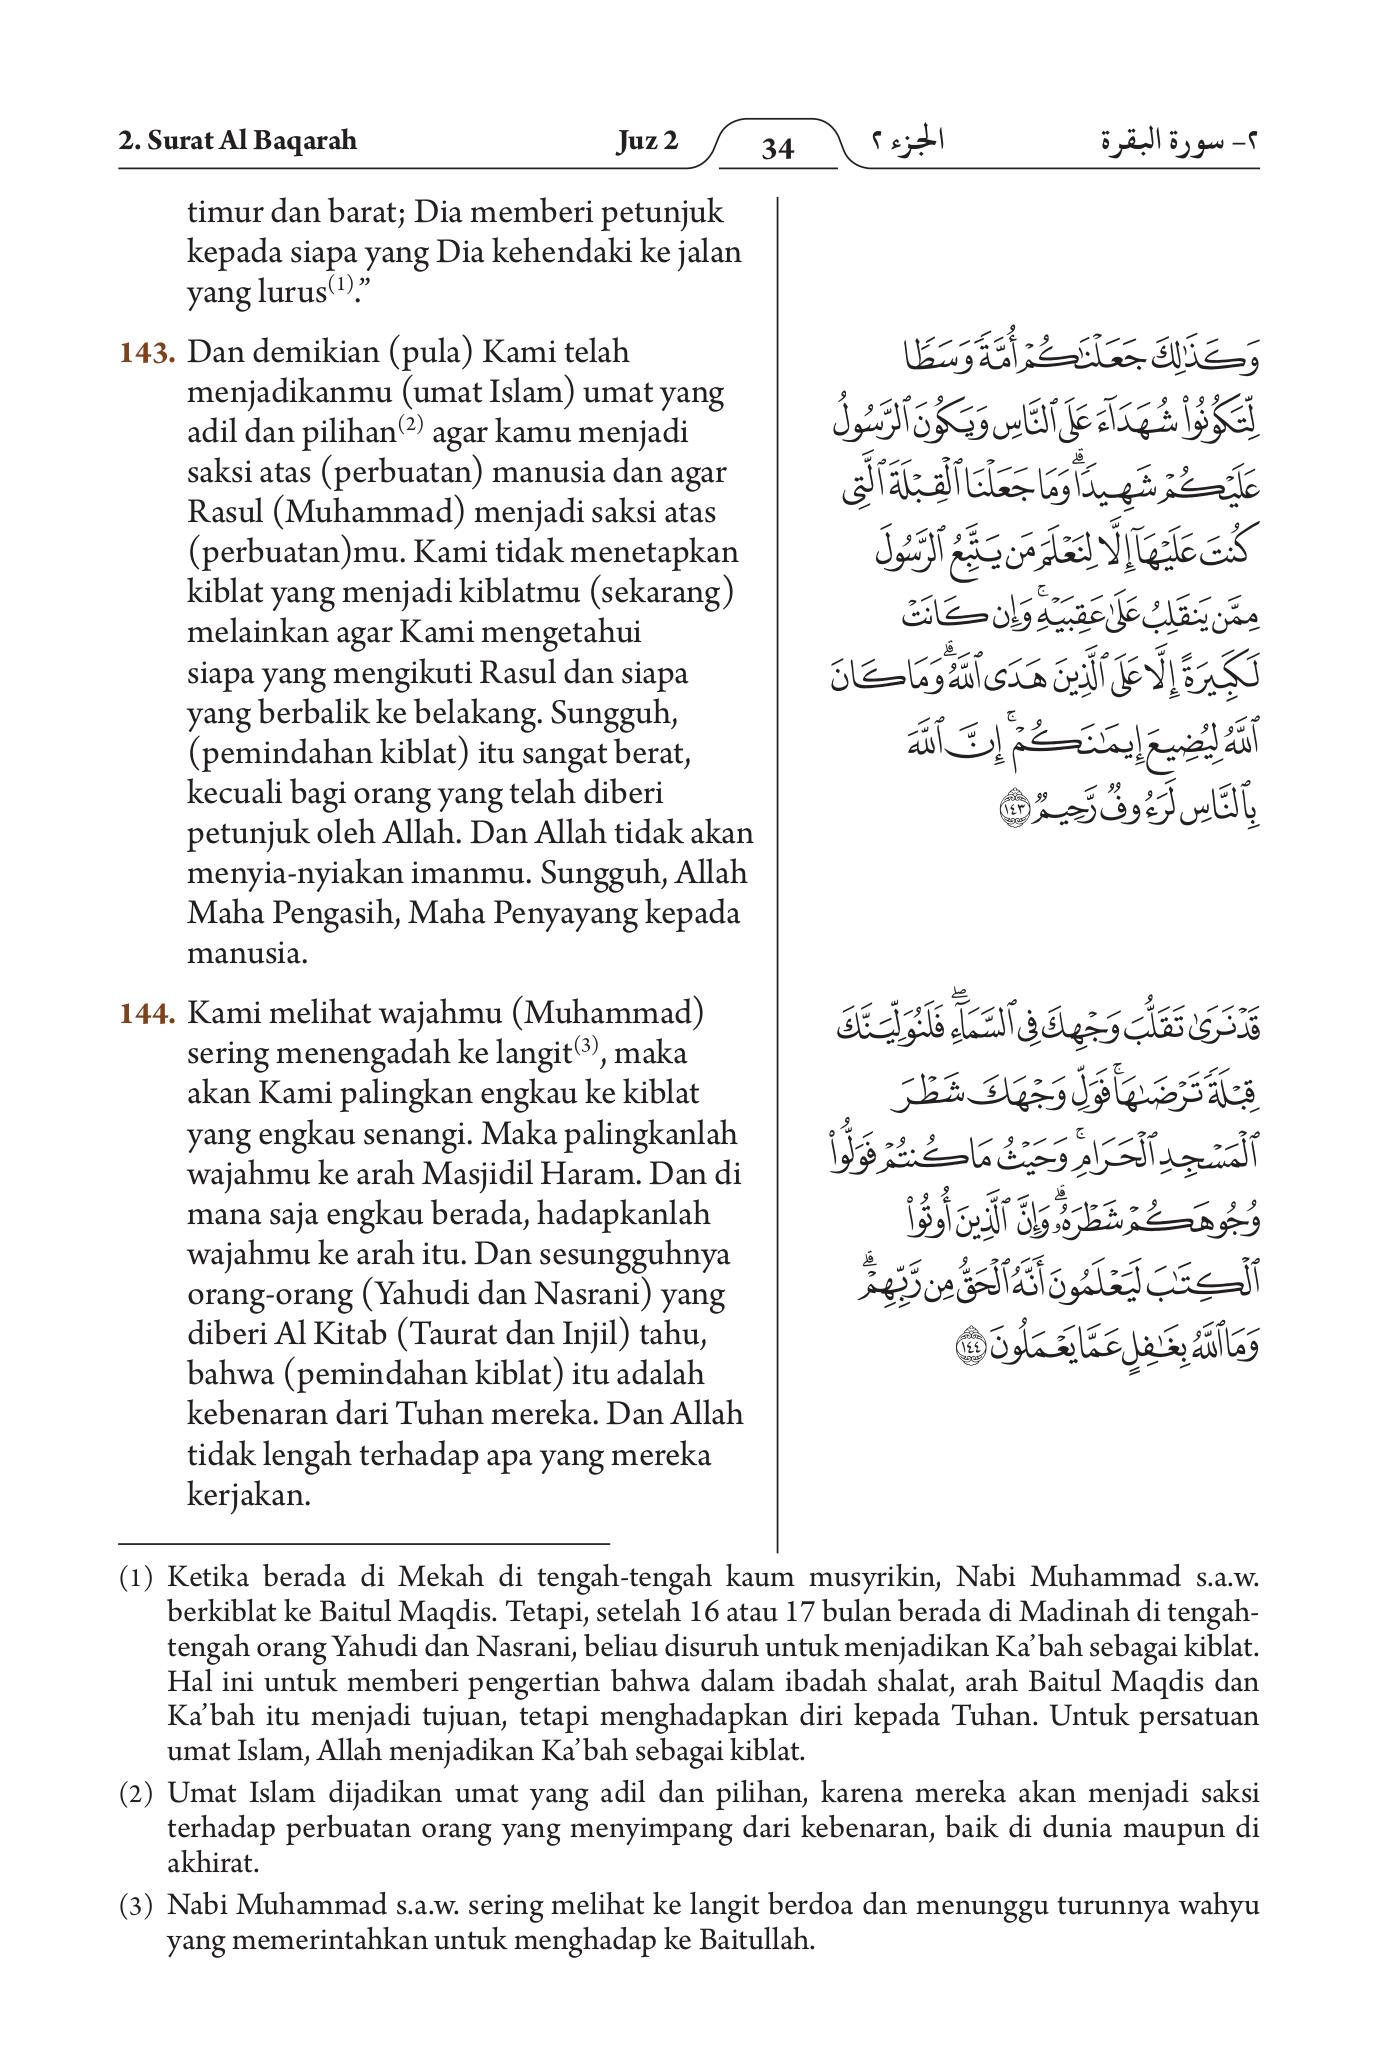 2. Surat Al Baqarah Juz 2 34 الجزء ٢ ٢- سورة البقرة
timur dan barat; Dia memberi petunjuk
kepada siapa yang Dia kehendaki ke jalan
yang lurus(1).”
143. Dan demikian (pula) Kami telah
menjadikanmu (umat Islam) umat yang
adil dan pilihan(2) agar kamu menjadi
saksi atas (perbuatan) manusia dan agar
Rasul (Muhammad) menjadi saksi atas
(perbuatan)mu. Kami tidak menetapkan
kiblat yang menjadi kiblatmu (sekarang)
melainkan agar Kami mengetahui
siapa yang mengikuti Rasul dan siapa
yang berbalik ke belakang. Sungguh,
(pemindahan kiblat) itu sangat berat,
kecuali bagi orang yang telah diberi
petunjuk oleh Allah. Dan Allah tidak akan
menyia-nyiakan imanmu. Sungguh, Allah
Maha Pengasih, Maha Penyayang kepada
manusia.
وَكَذَٰلِكَ جَعَلْنَٰكُمْ أُمَّةً وَسَطًا
لِّتَكُونُوا۟ شُهَدَآءَ عَلَى ٱلنَّاسِ وَيَكُونَ ٱلرَّسُولُ
عَلَيْكُمْ شَهِيدًا ۗ وَمَا جَعَلْنَا ٱلْقِبْلَةَ ٱلَّتِى
كُنتَ عَلَيْهَآ إِلَّا لِنَعْلَمَ مَن يَتَّبِعُ ٱلرَّسُولَ
مِمَّن يَنقَلِبُ عَلَىٰ عَقِبَيْهِ ۚ وَإِن كَانَتْ
لَكَبِيرَةً إِلَّا عَلَى ٱلَّذِينَ هَدَى ٱللَّهُ ۗ وَمَا كَانَ
ٱللَّهُ لِيُضِيعَ إِيمَٰنَكُمْ ۚ إِنَّ ٱللَّهَ
بِٱلنَّاسِ لَرَءُوفٌ رَّحِيمٌ ١٤٣
144. Kami melihat wajahmu (Muhammad)
sering menengadah ke langit(3), maka
akan Kami palingkan engkau ke kiblat
yang engkau senangi. Maka palingkanlah
wajahmu ke arah Masjidil Haram. Dan di
mana saja engkau berada, hadapkanlah
wajahmu ke arah itu. Dan sesungguhnya
orang-orang (Yahudi dan Nasrani) yang
diberi Al Kitab (Taurat dan Injil) tahu,
bahwa (pemindahan kiblat) itu adalah
kebenaran dari Tuhan mereka. Dan Allah
tidak lengah terhadap apa yang mereka
kerjakan.
قَدْ نَرَىٰ تَقَلُّبَ وَجْهِكَ فِى ٱلسَّمَآءِ ۖ فَلَنُوَلِّيَنَّكَ
قِبْلَةً تَرْضَىٰهَا ۚ فَوَلِّ وَجْهَكَ شَطْرَ
ٱلْمَسْجِدِ ٱلْحَرَامِ ۚ وَحَيْثُ مَا كُنتُمْ فَوَلُّوا۟
وُجُوهَكُمْ شَطْرَهُۥ ۗ وَإِنَّ ٱلَّذِينَ أُوتُوا۟
ٱلْكِتَٰبَ لَيَعْلَمُونَ أَنَّهُ ٱلْحَقُّ مِن رَّبِّهِمْ ۗ
وَمَا ٱللَّهُ بِغَٰفِلٍ عَمَّا يَعْمَلُونَ ١٤٤
(1) Ketika berada di Mekah di tengah-tengah kaum musyrikin, Nabi Muhammad s.a.w.
berkiblat ke Baitul Maqdis. Tetapi, setelah 16 atau 17 bulan berada di Madinah di tengah-
tengah orang Yahudi dan Nasrani, beliau disuruh untuk menjadikan Ka’bah sebagai kiblat.
Hal ini untuk memberi pengertian bahwa dalam ibadah shalat, arah Baitul Maqdis dan
Ka’bah itu menjadi tujuan, tetapi menghadapkan diri kepada Tuhan. Untuk persatuan
umat Islam, Allah menjadikan Ka’bah sebagai kiblat.
(2) Umat Islam dijadikan umat yang adil dan pilihan, karena mereka akan menjadi saksi
terhadap perbuatan orang yang menyimpang dari kebenaran, baik di dunia maupun di
akhirat.
(3) Nabi Muhammad s.a.w. sering melihat ke langit berdoa dan menunggu turunnya wahyu
yang memerintahkan untuk menghadap ke Baitullah.